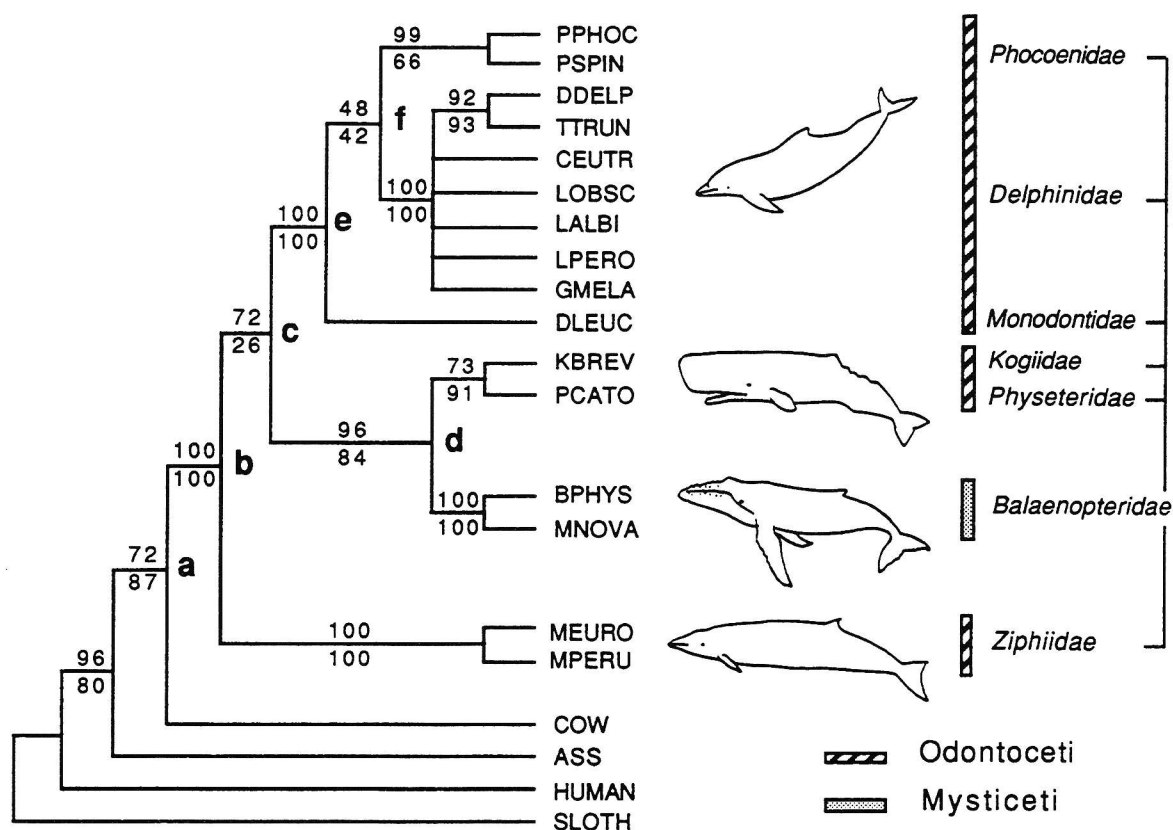 99
66
PPHOC
PSPIN
Phocoenidae
48
42
f
92
93
DDELP
TTRUN
CEUTR
100
100
LOBSC
Delphinidae
LALBI
LPERO
GMELA
100
100
e
DLEUC
Monodontidae
72
26
c
73
91
KBREV
Kogiidae
PCATO
Physeteridae
96
84
d
100
100
b
100
100
BPHYS
MNOVA
Balaenopteridae
72
87
a
100
100
MEURO
MPERU
Ziphiidae
96
80
COW
ASS
HUMAN
SLOTH
Odontoceti
Mysticeti